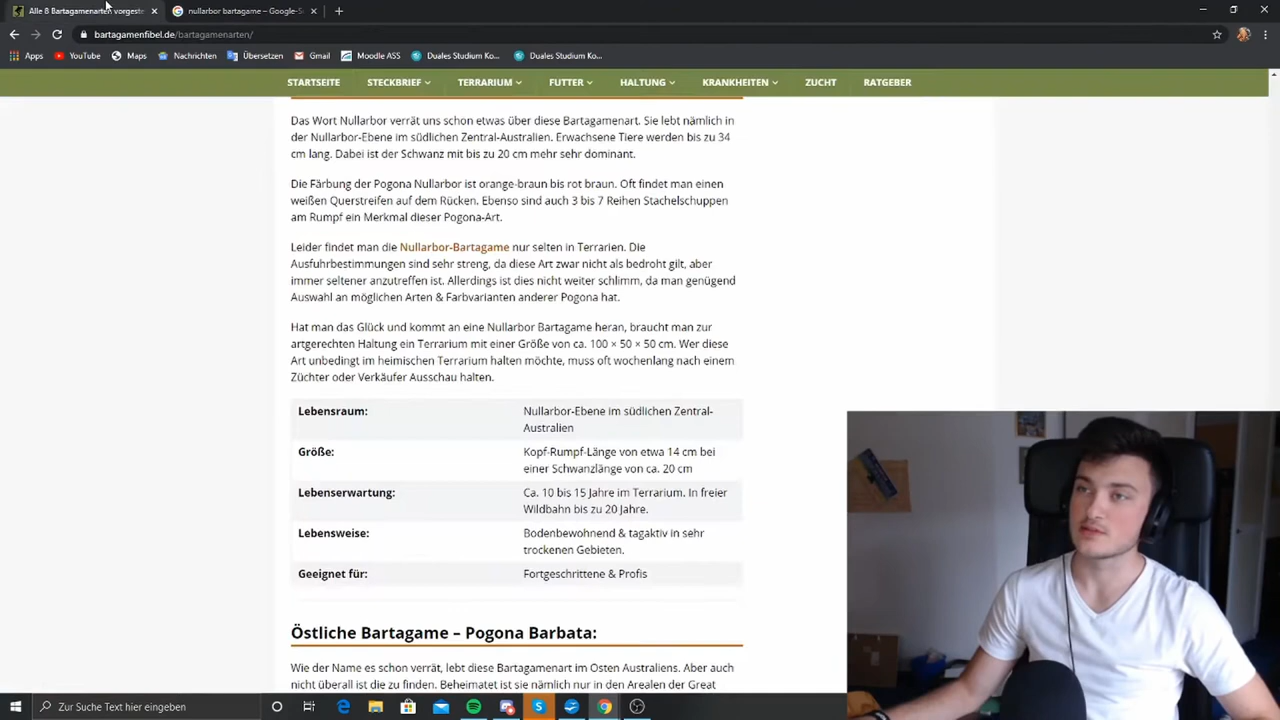 Alle 8 Bartagamenarten vorgeste
nullarbor bartagame – Google-S
bartagamenfibel.de/bartagamenarten/
Apps YouTube Maps Nachrichten Übersetzen Gmail Moodle ASS Duales Studium Ko... Duales Studium Ko...
STARTSEITE STECKBRIEF TERRARIUM FUTTER HALTUNG KRANKHEITEN ZUCHT RATGEBER
Das Wort Nullarbor verrät uns schon etwas über diese Bartagamenart. Sie lebt nämlich in
der Nullarbor-Ebene im südlichen Zentral-Australien. Erwachsene Tiere werden bis zu 34
cm lang. Dabei ist der Schwanz mit bis zu 20 cm mehr sehr dominant.
Die Färbung der Pogona Nullarbor ist orange-braun bis rot braun. Oft findet man einen
weißen Querstreifen auf dem Rücken. Ebenso sind auch 3 bis 7 Reihen Stachelschuppen
am Rumpf ein Merkmal dieser Pogona-Art.
Leider findet man die Nullarbor-Bartagame nur selten in Terrarien. Die
Ausfuhrbestimmungen sind sehr streng, da diese Art zwar nicht als bedroht gilt, aber
immer seltener anzutreffen ist. Allerdings ist dies nicht weiter schlimm, da man genügend
Auswahl an möglichen Arten & Farbvarianten anderer Pogona hat.
Hat man das Glück und kommt an eine Nullarbor Bartagame heran, braucht man zur
artgerechten Haltung ein Terrarium mit einer Größe von ca. 100 × 50 × 50 cm. Wer diese
Art unbedingt im heimischen Terrarium halten möchte, muss oft wochenlang nach einem
Züchter oder Verkäufer Ausschau halten.
Lebensraum: Nullarbor-Ebene im südlichen Zentral-
Australien
Größe: Kopf-Rumpf-Länge von etwa 14 cm bei
einer Schwanzlänge von ca. 20 cm
Lebenserwartung: Ca. 10 bis 15 Jahre im Terrarium. In freier
Wildbahn bis zu 20 Jahre.
Lebensweise: Bodenbewohnend & tagaktiv in sehr
trockenen Gebieten.
Geeignet für: Fortgeschrittene & Profis
Östliche Bartagame – Pogona Barbata:
Wie der Name es schon verrät, lebt diese Bartagamenart im Osten Australiens. Aber auch
nicht überall ist die zu finden. Beheimatet ist sie nämlich nur in den Arealen der Great
Zur Suche Text hier eingeben